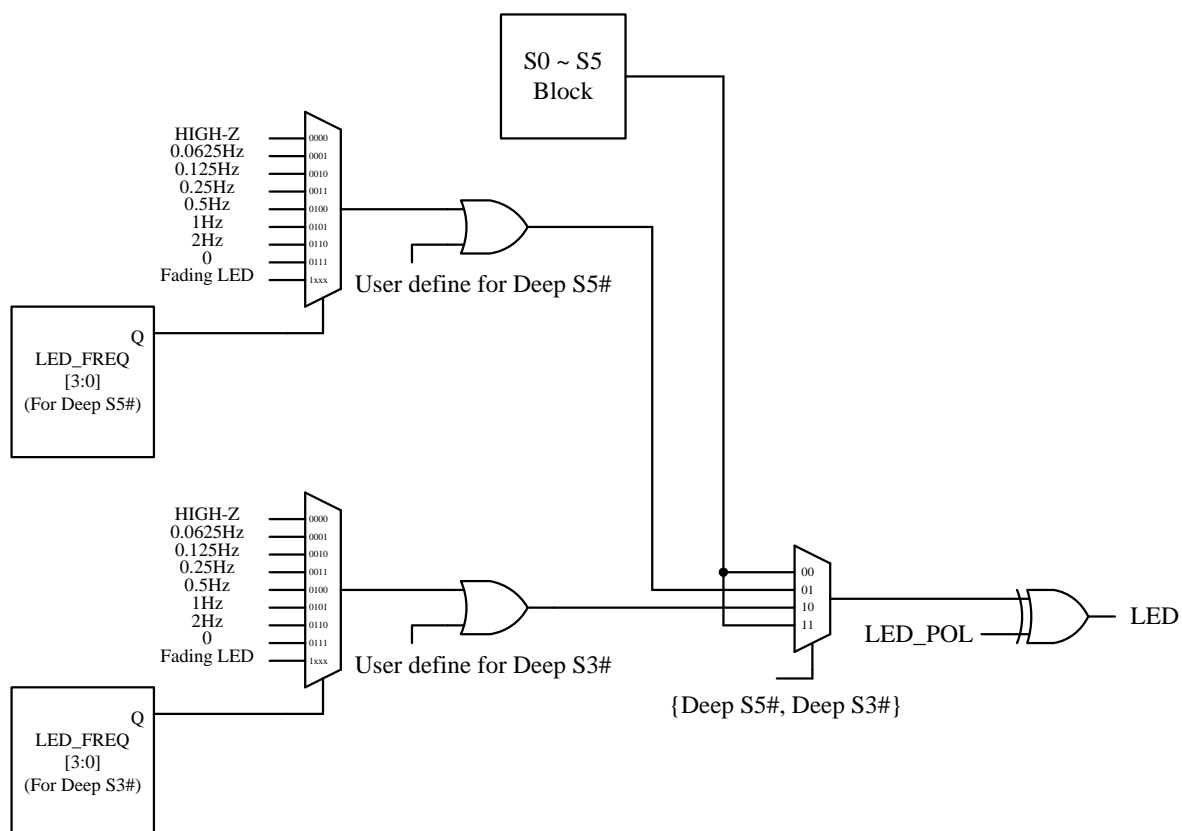 S0 ~ S5
Block
HIGH-Z
0.0625Hz
0.125Hz
0.25Hz
0.5Hz
1Hz
2Hz
0
Fading LED
0000
0001
0010
0011
0100
0101
0110
0111
1xxx
User define for Deep S5#
Q
LED_FREQ
[3:0]
(For Deep S5#)
HIGH-Z
0.0625Hz
0.125Hz
0.25Hz
0.5Hz
1Hz
2Hz
0
Fading LED
0000
0001
0010
0011
0100
0101
0110
0111
1xxx
User define for Deep S3#
Q
LED_FREQ
[3:0]
(For Deep S3#)
00
01
10
11
{Deep S5#, Deep S3#}
LED_POL
LED